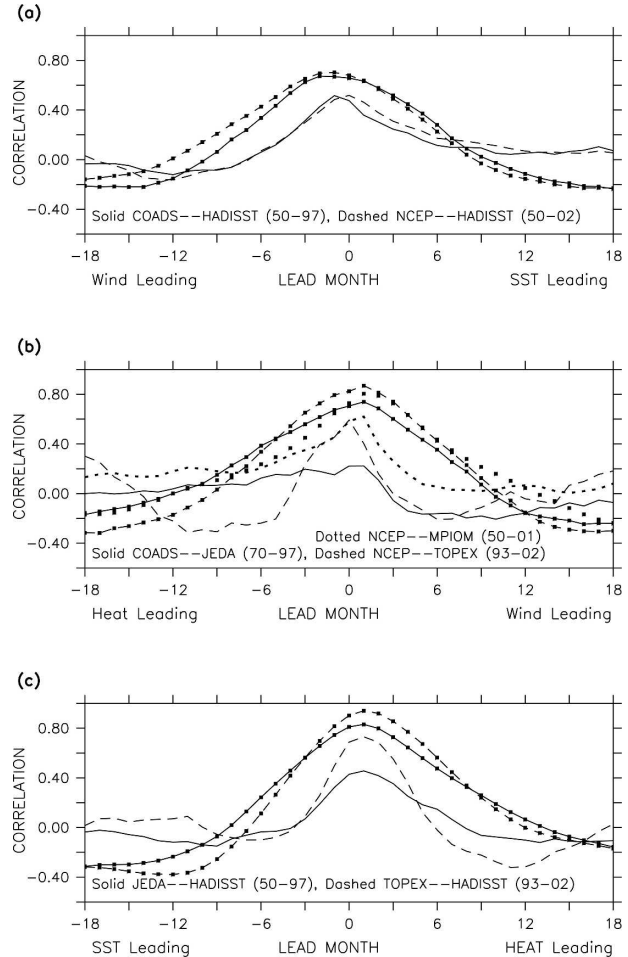 (a)
0.80
0.40
0.00
−0.40
CORRELATION
Solid COADS––HADISST (50–97), Dashed NCEP––HADISST (50–02)
−18 −12 −6 0 6 12 18
Wind Leading LEAD MONTH SST Leading
(b)
0.80
0.40
0.00
−0.40
CORRELATION
Dotted NCEP––MPIOM (50–01)
Solid COADS––JEDA (70–97), Dashed NCEP––TOPEX (93–02)
−18 −12 −6 0 6 12 18
Heat Leading LEAD MONTH Wind Leading
(c)
0.80
0.40
0.00
−0.40
CORRELATION
Solid JEDA––HADISST (50–97), Dashed TOPEX––HADISST (93–02)
−18 −12 −6 0 6 12 18
SST Leading LEAD MONTH HEAT Leading